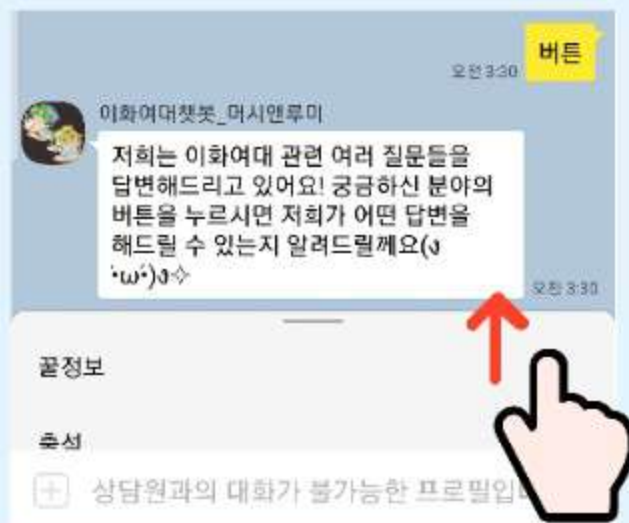 버튼
오전 3:30
이화여대챗봇_머시앤루미
저희는 이화여대 관련 여러 질문들을
답변해드리고 있어요! 궁금하신 분야의
버튼을 누르시면 저희가 어떤 답변을
해드릴 수 있는지 알려드릴께요(ง
•̀ω•́)ง✧
오전 3:30
꿀정보
상담원과의 대화가 불가능한 프로필입